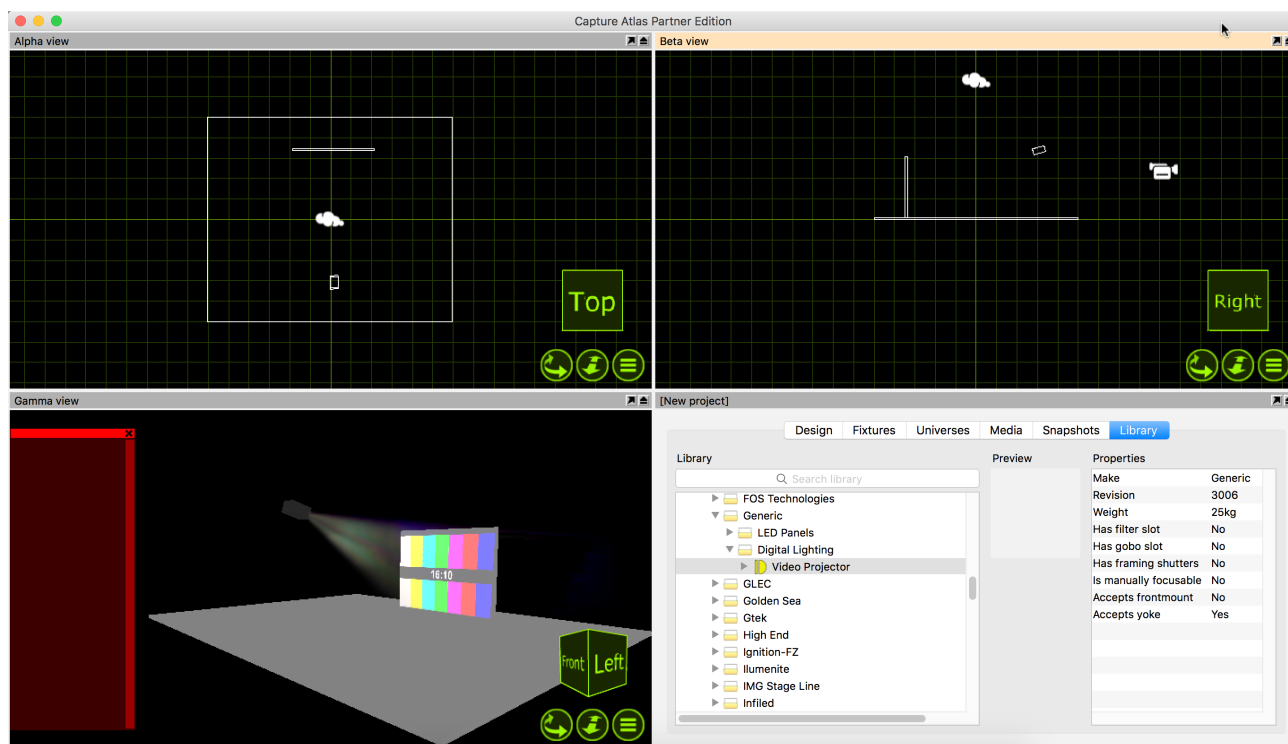 Capture Atlas Partner Edition
Alpha view
Beta view
Top
Right
Gamma view
[New project]
16:10
Front
Left
Design Fixtures Universes Media Snapshots Library
Library
Preview
Properties
Search library
FOS Technologies
Generic
LED Panels
Digital Lighting
Video Projector
GLEC
Golden Sea
Gtek
High End
Ignition-FZ
Ilumenite
IMG Stage Line
Infiled
Make Generic
Revision 3006
Weight 25kg
Has filter slot No
Has gobo slot No
Has framing shutters No
Is manually focusable No
Accepts frontmount No
Accepts yoke Yes